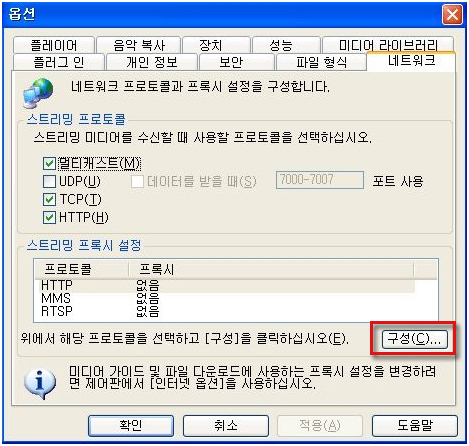 옵션
플레이어 음악 복사 장치 성능 미디어 라이브러리
플러그 인 개인 정보 보안 파일 형식 네트워크
네트워크 프로토콜과 프록시 설정을 구성합니다.
스트리밍 프로토콜
스트리밍 미디어를 수신할 때 사용할 프로토콜을 선택하십시오.
멀티캐스트(M)
UDP(U) 데이터를 받을 때(S) 7000-7007 포트 사용
TCP(T)
HTTP(H)
스트리밍 프록시 설정
프로토콜 프록시
HTTP 없음
MMS 없음
RTSP 없음
위에서 해당 프로토콜을 선택하고 [구성]을 클릭하십시오(E). 구성(C)...
미디어 가이드 및 파일 다운로드에 사용하는 프록시 설정을 변경하려
면 제어판에서 [인터넷 옵션]을 사용하십시오.
확인 취소 적용(A) 도움말